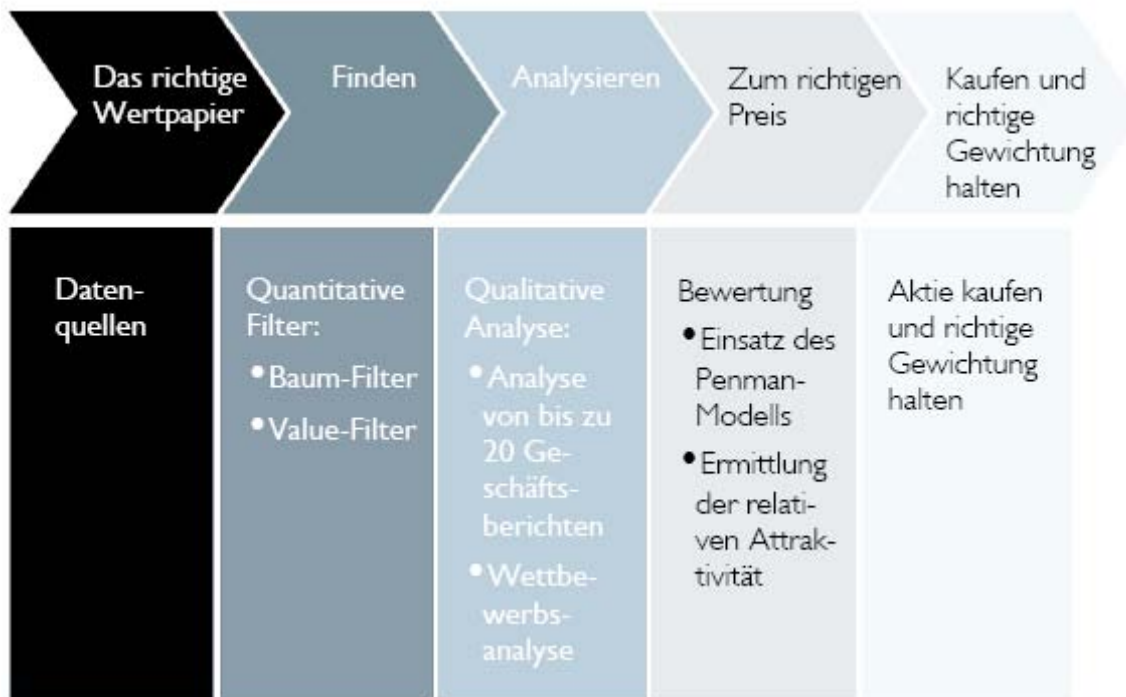 Das richtige
Wertpapier
Finden
Analysieren
Zum richtigen
Preis
Kaufen und
richtige
Gewichtung
halten
Daten-
quellen
Quantitative
Filter:
• Baum-Filter
• Value-Filter
Qualitative
Analyse:
• Analyse
von bis zu
20 Ge-
schäfts-
berichten
• Wettbe-
werbs-
analyse
Bewertung
• Einsatz des
Penman-
Modells
• Ermittlung
der relati-
ven Attrak-
tivität
Aktie kaufen
und richtige
Gewichtung
halten